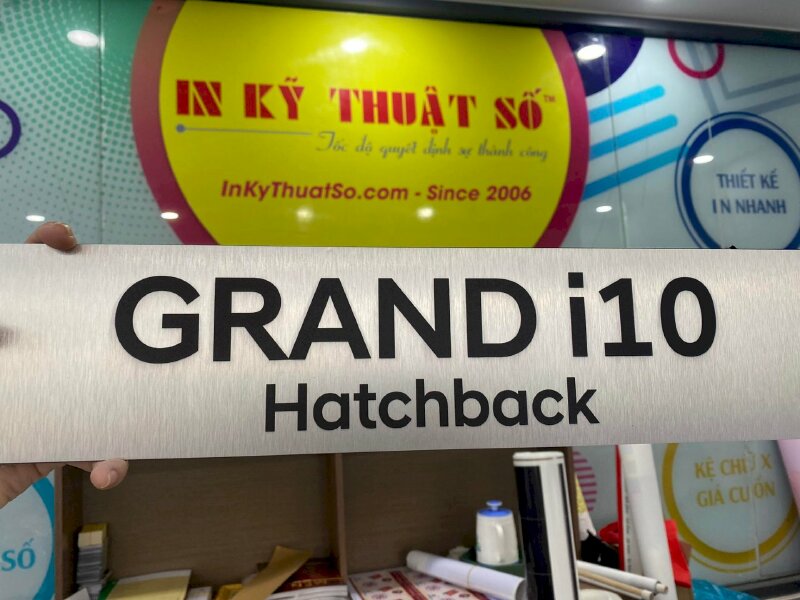 IN KỸ THUẬT SỐ™
Tốc độ quyết định sự thành công
InKyThuatSo.com - Since 2006
THIẾT KẾ
IN NHANH
GRAND i10
Hatchback
KỆ CHỮ X
GIÁ CUỐN
SỐ